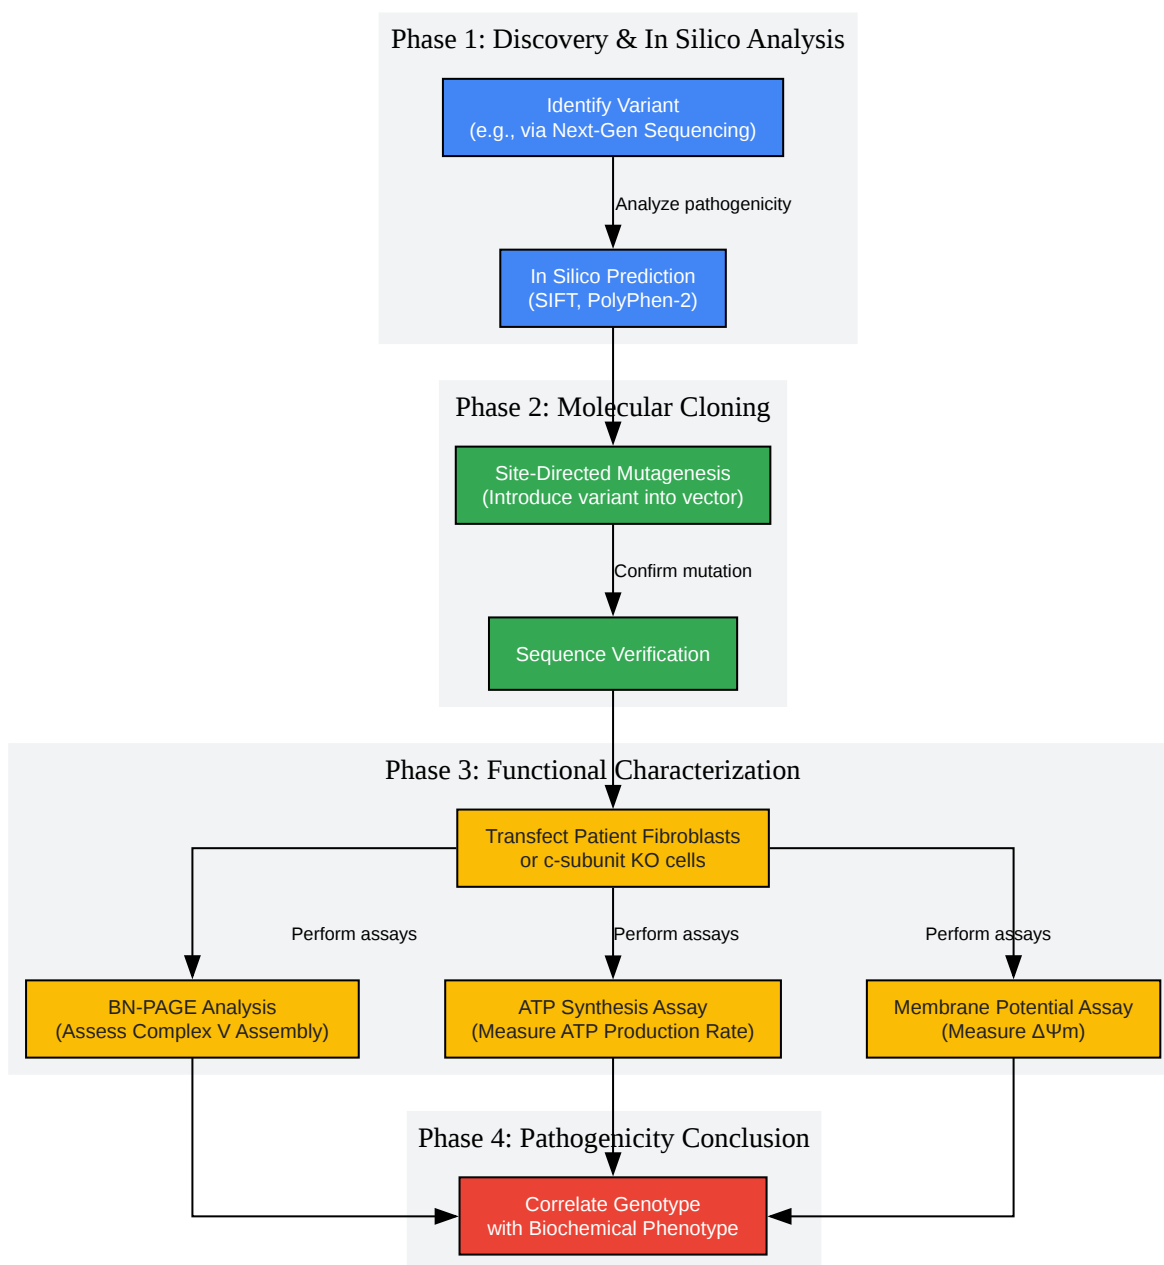 Phase 1: Discovery & In Silico Analysis
Identify Variant
(e.g., via Next-Gen Sequencing)
Analyze pathogenicity
In Silico Prediction
(SIFT, PolyPhen-2)
Phase 2: Molecular Cloning
Site-Directed Mutagenesis
(Introduce variant into vector)
Confirm mutation
Sequence Verification
Phase 3: Functional Characterization
Transfect Patient Fibroblasts
or c-subunit KO cells
Perform assays
Perform assays
Perform assays
BN-PAGE Analysis
(Assess Complex V Assembly)
ATP Synthesis Assay
(Measure ATP Production Rate)
Membrane Potential Assay
(Measure ΔΨm)
Phase 4: Pathogenicity Conclusion
Correlate Genotype
with Biochemical Phenotype